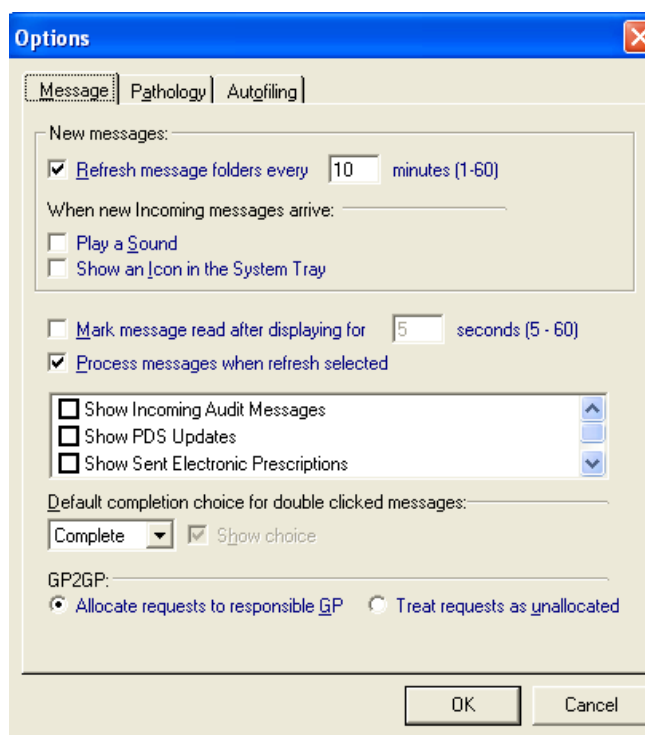 Options
Message Pathology Autofiling
New messages:
Refresh message folders every 10 minutes (1-60)
When new Incoming messages arrive:
Play a Sound
Show an Icon in the System Tray
Mark message read after displaying for 5 seconds (5 - 60)
Process messages when refresh selected
Show Incoming Audit Messages
Show PDS Updates
Show Sent Electronic Prescriptions
Default completion choice for double clicked messages:
Complete Show choice
GP2GP:
Allocate requests to responsible GP Treat requests as unallocated
OK Cancel